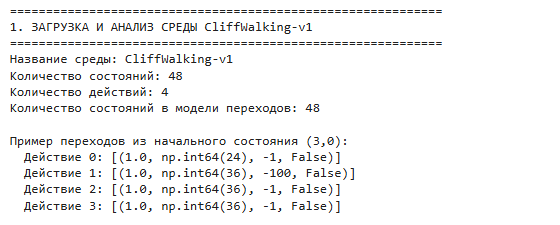 ============================================================
1. ЗАГРУЗКА И АНАЛИЗ СРЕДЫ CliffWalking-v1
============================================================
Название среды: CliffWalking-v1
Количество состояний: 48
Количество действий: 4
Количество состояний в модели переходов: 48
Пример переходов из начального состояния (3,0):
Действие 0: [(1.0, np.int64(24), -1, False)]
Действие 1: [(1.0, np.int64(36), -100, False)]
Действие 2: [(1.0, np.int64(36), -1, False)]
Действие 3: [(1.0, np.int64(36), -1, False)]